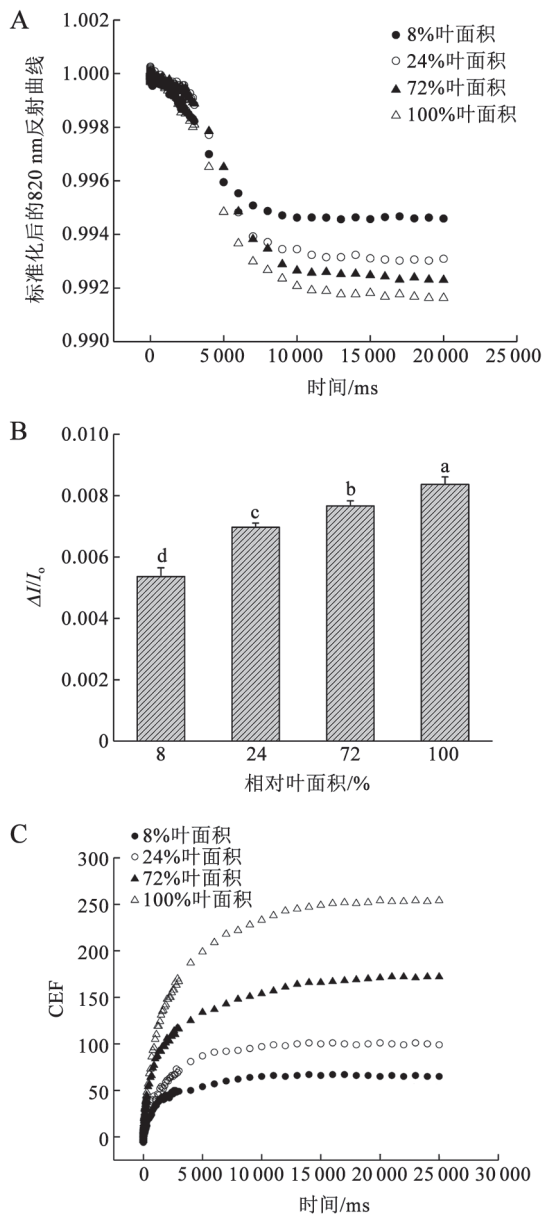 A
1.002
1.000
0.998
0.996
0.994
0.992
0.990
标准化后的820 nm反射曲线
8%叶面积
24%叶面积
72%叶面积
100%叶面积
0 5 000 10 000 15 000 20 000 25 000
时间/ms
B
0.010
0.008
0.006
0.004
0.002
0
ΔI/Io
d c b a
8 24 72 100
相对叶面积/%
C
8%叶面积
24%叶面积
72%叶面积
100%叶面积
300
250
200
150
100
50
0
CEF
0 5 000 10 000 15 000 20 000 25 000 30 000
时间/ms